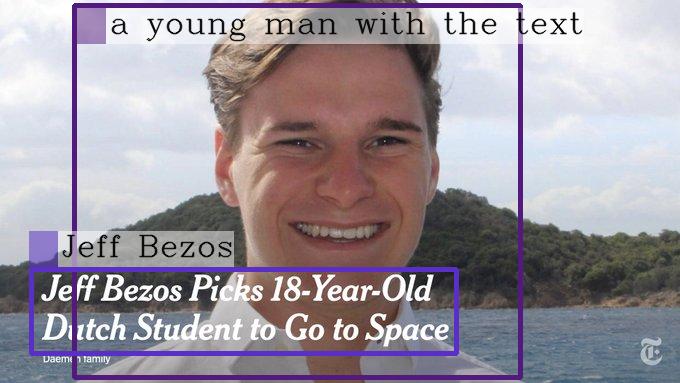 a young man with the text
Jeff Bezos
Jeff Bezos Picks 18-Year-Old
Dutch Student to Go to Space
Daemen family
T